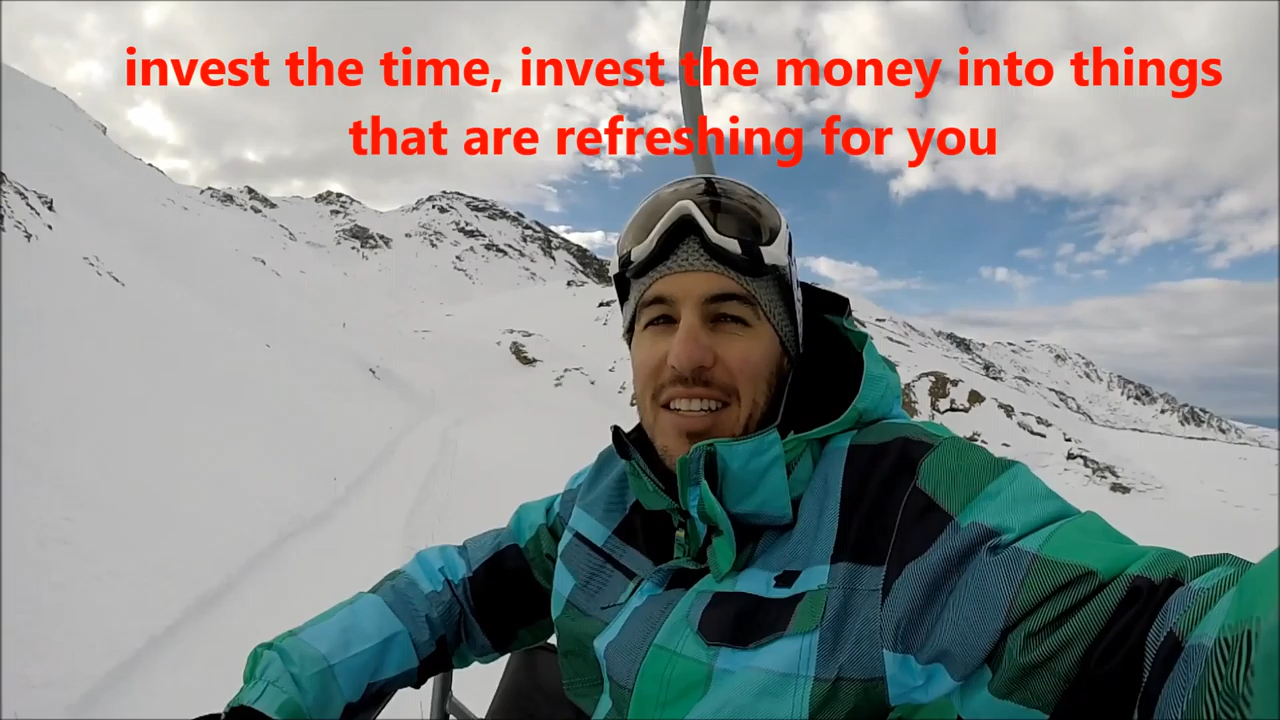 invest the time, invest the money into things
that are refreshing for you